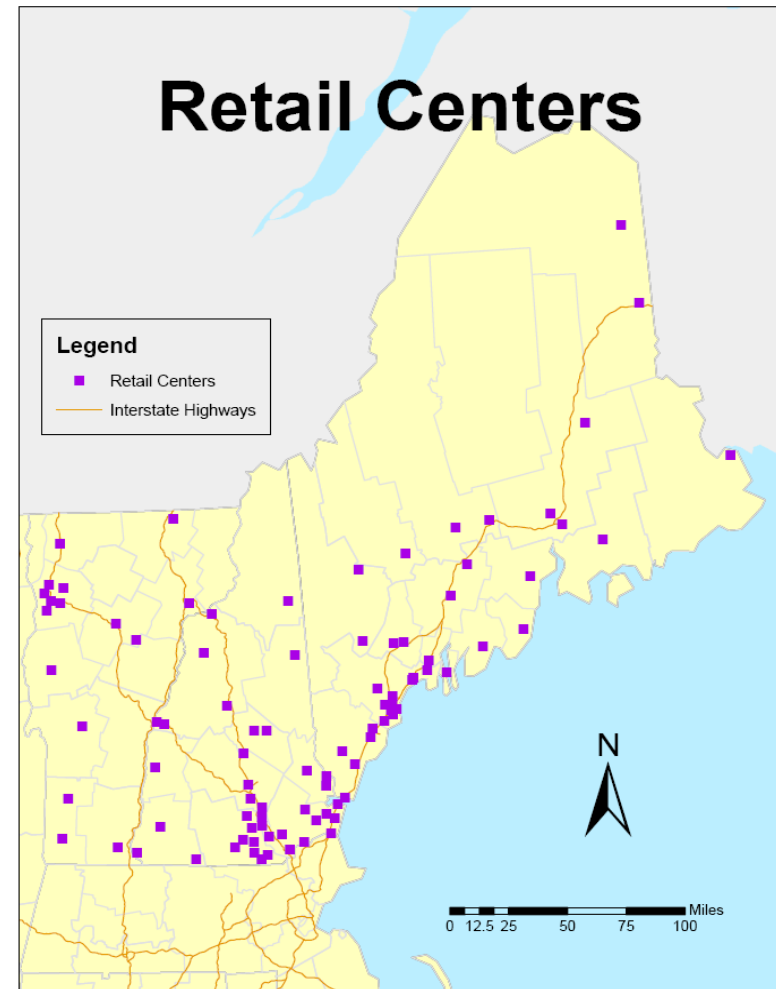 Retail Centers
Legend
Retail Centers
Interstate Highways
N
Miles
0 12.5 25 50 75 100